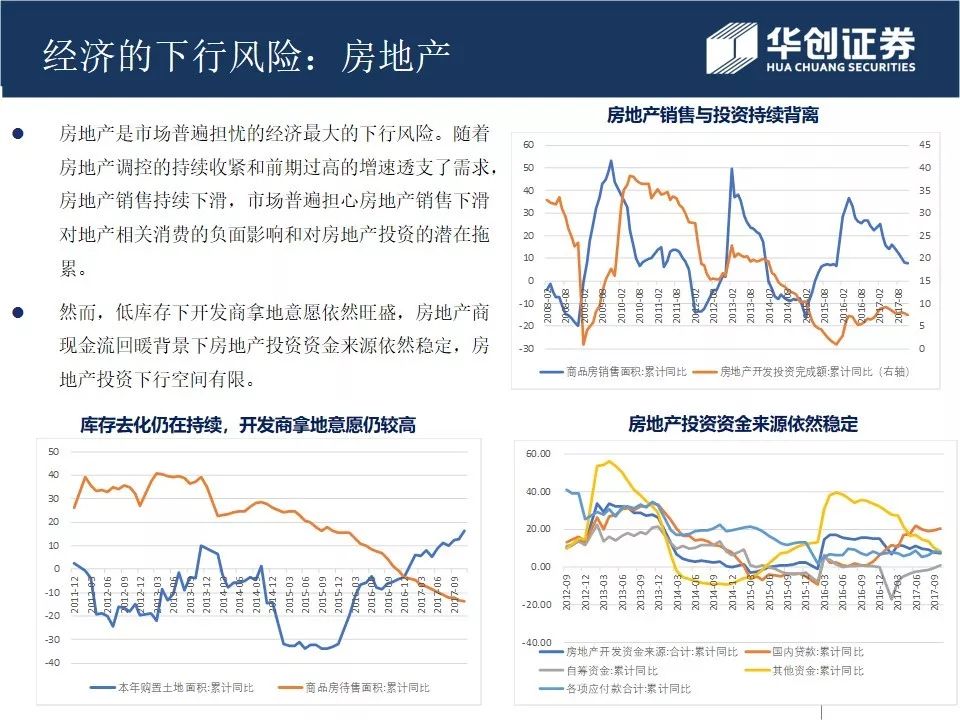 经济的下行风险：房地产
华创证券
HUA CHUANG SECURITIES
房地产是市场普遍担忧的经济最大的下行风险。随着
房地产调控的持续收紧和前期过高的增速透支了需求，
房地产销售持续下滑，市场普遍担心房地产销售下滑
对地产相关消费的负面影响和对房地产投资的潜在拖
累。
然而，低库存下开发商拿地意愿依然旺盛，房地产商
现金流回暖背景下房地产投资资金来源依然稳定，房
地产投资下行空间有限。
房地产销售与投资持续背离
60 45
50 40
40 35
30 30
20 25
10 20
0 15
-10 10
-20 5
-30 0
2008-02 2008-08 2009-02 2009-08 2010-02 2010-08 2011-02 2011-08 2012-02 2012-08 2013-02 2013-08 2014-02 2014-08 2015-02 2015-08 2016-02 2016-08 2017-02 2017-08
商品房销售面积:累计同比 房地产开发投资完成额:累计同比（右轴）
库存去化仍在持续，开发商拿地意愿仍较高
50
40
30
20
10
0
-10
-20
-30
-40
2011-12 2012-03 2012-06 2012-09 2012-12 2013-03 2013-06 2013-09 2013-12 2014-03 2014-06 2014-09 2014-12 2015-03 2015-06 2015-09 2015-12 2016-03 2016-06 2016-09 2016-12 2017-03 2017-06 2017-09
本年购置土地面积:累计同比 商品房待售面积:累计同比
房地产投资资金来源依然稳定
60.00
40.00
20.00
0.00
-20.00
-40.00
2012-09 2012-12 2013-03 2013-06 2013-09 2013-12 2014-03 2014-06 2014-09 2014-12 2015-03 2015-06 2015-09 2015-12 2016-03 2016-06 2016-09 2016-12 2017-03 2017-06 2017-09
房地产开发资金来源:合计:累计同比 国内贷款:累计同比
自筹资金:累计同比 其他资金:累计同比
各项应付款合计:累计同比